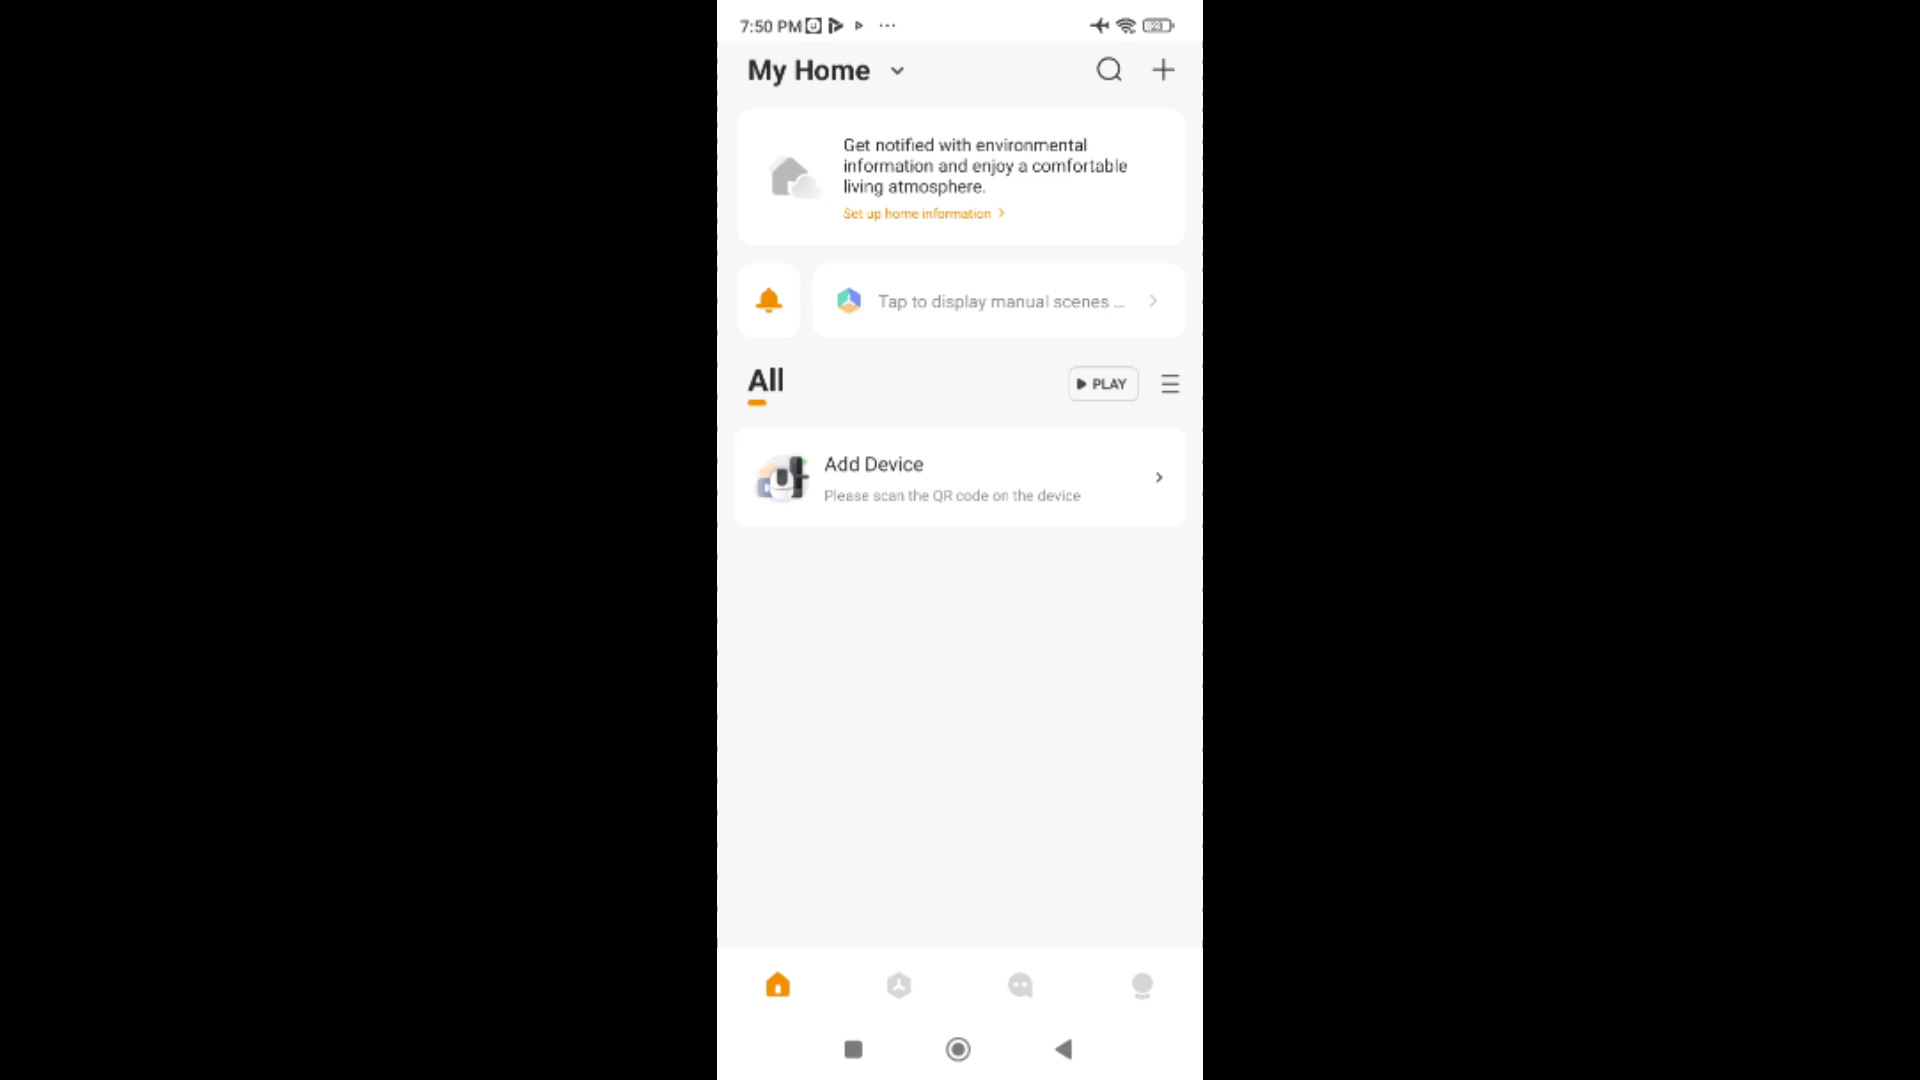 7:50 PM
23
My Home
Get notified with environmental
information and enjoy a comfortable
living atmosphere.
Set up home information
Tap to display manual scenes ...
All
PLAY
Add Device
Please scan the QR code on the device